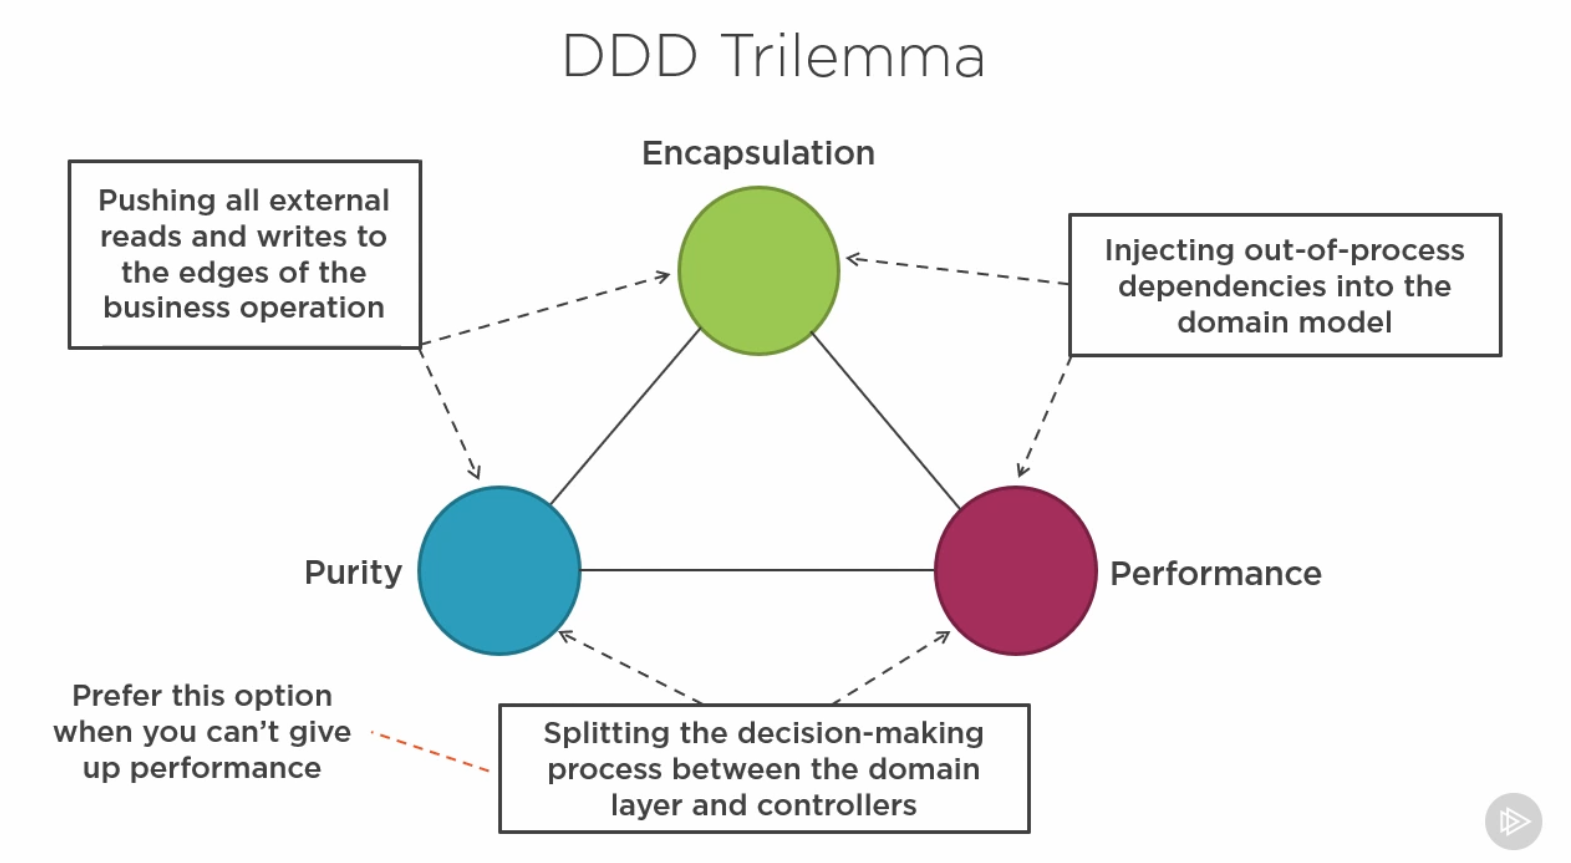 DDD Trilemma
Encapsulation
Pushing all external
reads and writes to
the edges of the
business operation
Injecting out-of-process
dependencies into the
domain model
Purity
Performance
Prefer this option
when you can’t give
up performance
Splitting the decision-making
process between the domain
layer and controllers